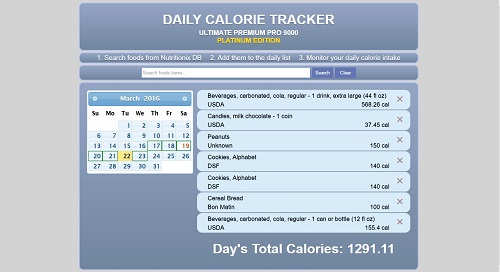 DAILY CALORIE TRACKER
ULTIMATE PREMIUM PRO 9000
PLATINUM EDITION
1. Search foods from Nutritionix DB 2. Add them to the daily list 3. Monitor your daily calorie intake
Search foods items... Search Clear
March 2016
Su Mo Tu We Th Fr Sa
1 2 3 4 5
6 7 8 9 10 11 12
13 14 15 16 17 18 19
20 21 22 23 24 25 26
27 28 29 30 31
Beverages, carbonated, cola, regular - 1 drink, extra large (44 fl oz)
USDA 568.26 cal
Candies, milk chocolate - 1 coin
USDA 37.45 cal
Peanuts
Unknown 150 cal
Cookies, Alphabet
DSF 140 cal
Cookies, Alphabet
DSF 140 cal
Cereal Bread
Bon Matin 100 cal
Beverages, carbonated, cola, regular - 1 can or bottle (12 fl oz)
USDA 155.4 cal
Day's Total Calories: 1291.11